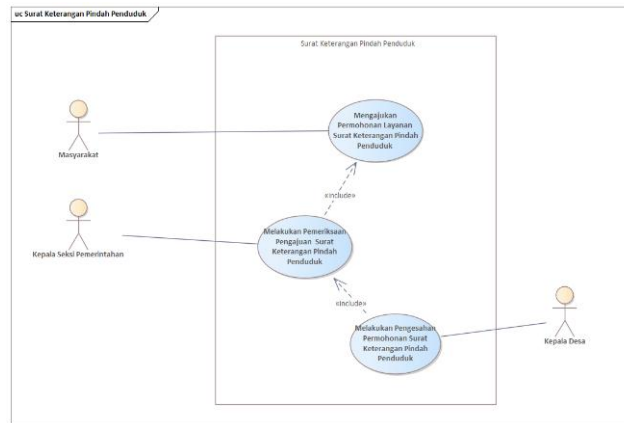 uc Surat Keterangan Pindah Penduduk
Surat Keterangan Pindah Penduduk
Mengajukan
Permohonan Layanan
Surat Keterangan Pindah
Penduduk
Masyarakat
«include»
Melakukan Pemeriksaan
Pengajuan Surat
Keterangan Pindah
Penduduk
Kepala Seksi Pemerintahan
«include»
Melakukan Pengesahan
Permohonan Surat
Keterangan Pindah
Penduduk
Kepala Desa